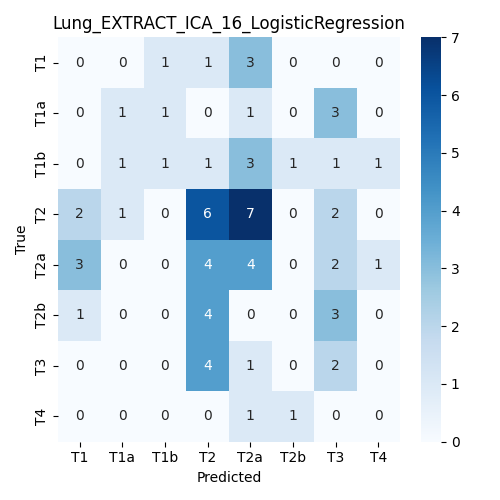 Lung_EXTRACT_ICA_16_LogisticRegression
T1 0 0 1 1 3 0 0 0
T1a 0 1 1 0 1 0 3 0
T1b 0 1 1 1 3 1 1 1
T2 2 1 0 6 7 0 2 0
T2a 3 0 0 4 4 0 2 1
T2b 1 0 0 4 0 0 3 0
T3 0 0 0 4 1 0 2 0
T4 0 0 0 0 1 1 0 0
T1 T1a T1b T2 T2a T2b T3 T4
Predicted
True
7
6
5
4
3
2
1
0